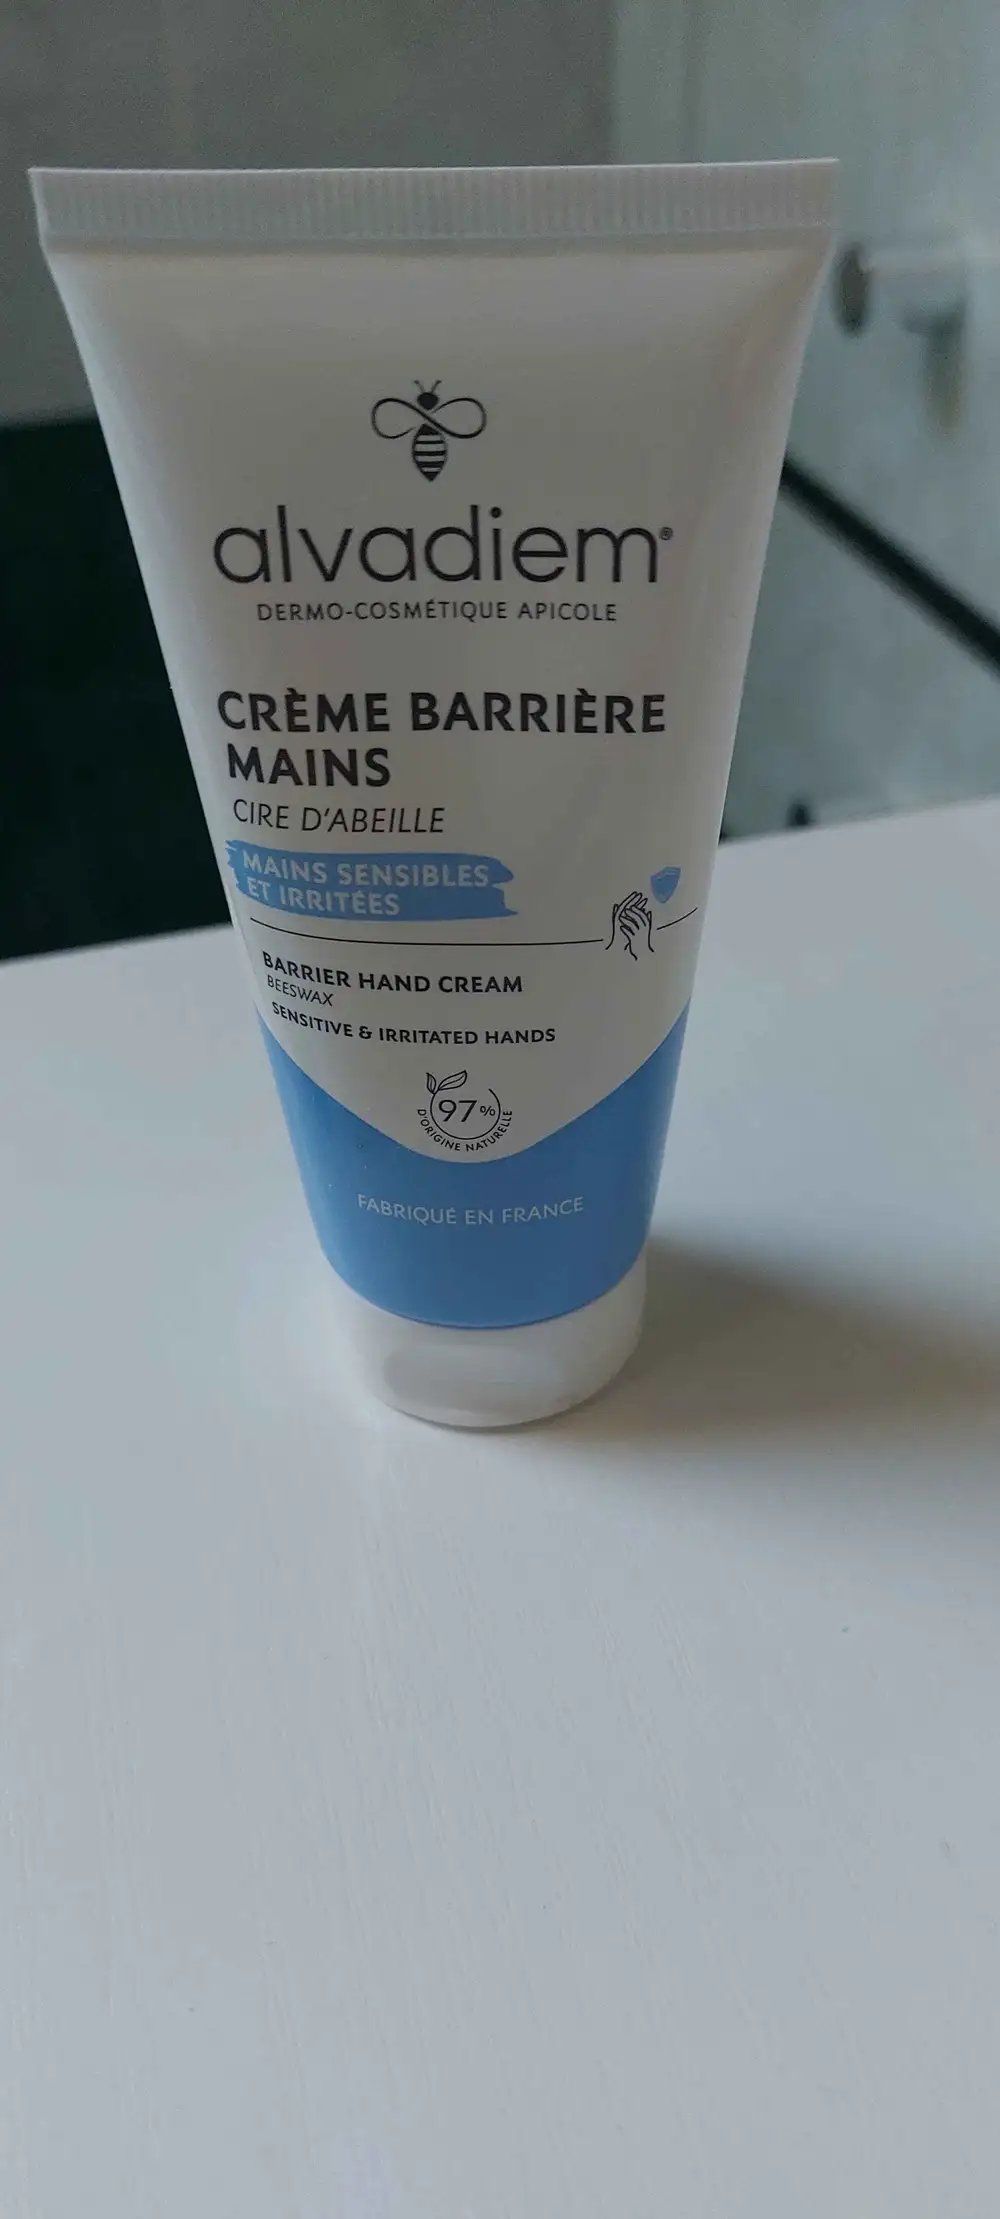 alvadiem®
DERMO-COSMÉTIQUE APICOLE
CRÈME BARRIÈRE
MAINS
CIRE D'ABEILLE
MAINS SENSIBLES
ET IRRITÉES
BARRIER HAND CREAM
BEESWAX
SENSITIVE & IRRITATED HANDS
97%
D'ORIGINE NATURELLE
FABRIQUÉ EN FRANCE